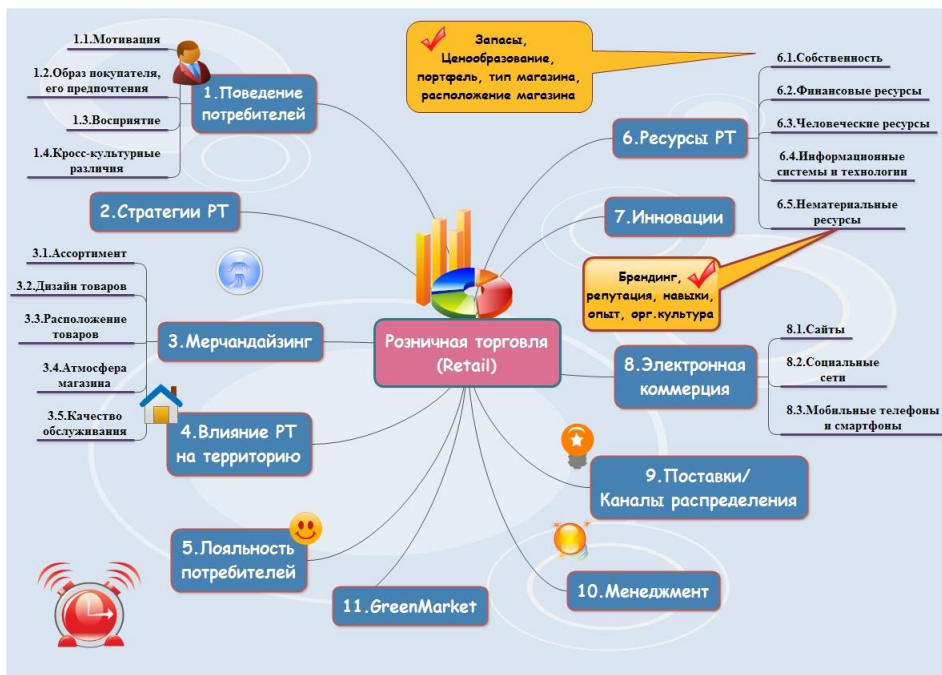 1.1.Мотивация
1.2.Образ покупателя,
его предпочтения
1.3.Восприятие
1.4.Кросс-культурные
различия
1.Поведение
потребителей
2.Стратегии РТ
3.1.Ассортимент
3.2.Дизайн товаров
3.3.Расположение
товаров
3.4.Атмосфера
магазина
3.5.Качество
обслуживания
3.Мерчандайзинг
4.Влияние РТ
на территорию
5.Лояльность
потребителей
11.GreenMarket
Розничная торговля
(Retail)
Запасы,
Ценообразование,
портфель, тип магазина,
расположение магазина
6.Ресурсы РТ
6.1.Собственность
6.2.Финансовые ресурсы
6.3.Человеческие ресурсы
6.4.Информационные
системы и технологии
6.5.Нематериальные
ресурсы
7.Инновации
Брендинг,
репутация, навыки,
опыт, орг.культура
8.Электронная
коммерция
8.1.Сайты
8.2.Социальные
сети
8.3.Мобильные телефоны
и смартфоны
9.Поставки/
Каналы распределения
10.Менеджмент